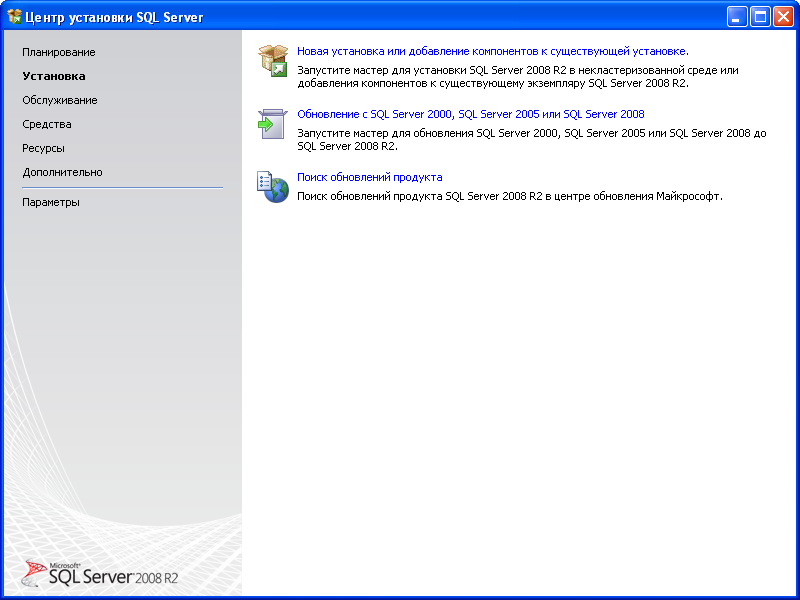 Центр установки SQL Server
Планирование
Установка
Обслуживание
Средства
Ресурсы
Дополнительно
Параметры
Новая установка или добавление компонентов к существующей установке.
Запустите мастер для установки SQL Server 2008 R2 в некластеризованной среде или
добавления компонентов к существующему экземпляру SQL Server 2008 R2.
Обновление с SQL Server 2000, SQL Server 2005 или SQL Server 2008
Запустите мастер для обновления SQL Server 2000, SQL Server 2005 или SQL Server 2008 до
SQL Server 2008 R2.
Поиск обновлений продукта
Поиск обновлений продукта SQL Server 2008 R2 в центре обновления Майкрософт.
Microsoft®
SQL Server 2008 R2